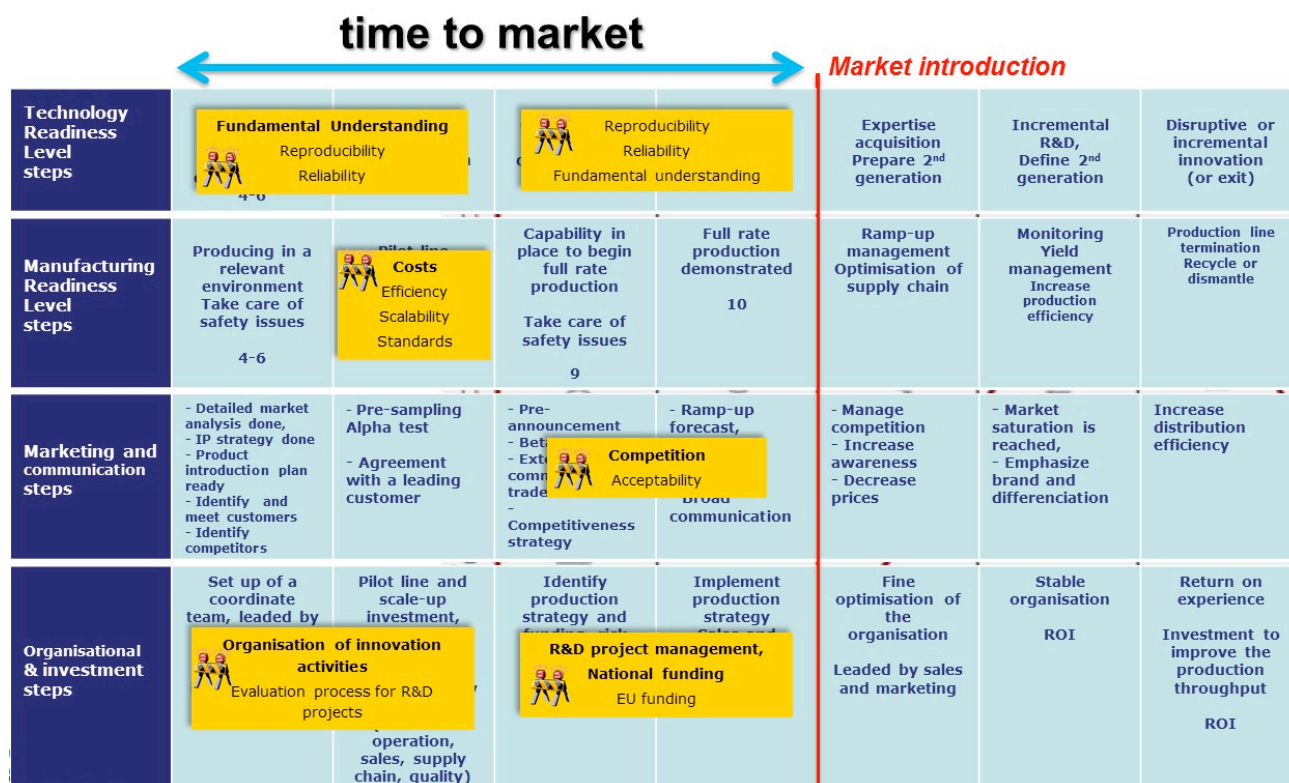 time to market
Market introduction
Technology
Readiness
Level
steps
Fundamental Understanding
Reproducibility
Reliability
4-6
Reproducibility
Reliability
Fundamental understanding
Expertise
acquisition
Prepare 2nd
generation
Incremental
R&D,
Define 2nd
generation
Disruptive or
incremental
innovation
(or exit)
Manufacturing
Readiness
Level
steps
Producing in a
relevant
environment
Take care of
safety issues
4-6
Pilot line
Costs
Efficiency
Scalability
Standards
Capability in
place to begin
full rate
production
Take care of
safety issues
9
Full rate
production
demonstrated
10
Ramp-up
management
Optimisation of
supply chain
Monitoring
Yield
management
Increase
production
efficiency
Production line
termination
Recycle or
dismantle
Marketing and
communication
steps
- Detailed market
analysis done,
- IP strategy done
- Product
introduction plan
ready
- Identify and
meet customers
- Identify
competitors
- Pre-sampling
Alpha test
- Agreement
with a leading
customer
- Pre-
announcement
-
Competitiveness
strategy
- Ramp-up
forecast,
Competition
Acceptability
communication
- Manage
competition
- Increase
awareness
- Decrease
prices
- Market
saturation is
reached,
- Emphasize
brand and
differenciation
Increase
distribution
efficiency
Organisational
& investment
steps
Set up of a
coordinate
team, leaded by
Pilot line and
scale-up
investment,
Organisation of innovation
activities
Evaluation process for R&D
projects
operation,
sales, supply
chain, quality)
Identify
production
strategy and
Implement
production
strategy
R&D project management,
National funding
EU funding
Fine
optimisation of
the
organisation
Leaded by sales
and marketing
Stable
organisation
ROI
Return on
experience
Investment to
improve the
production
throughput
ROI